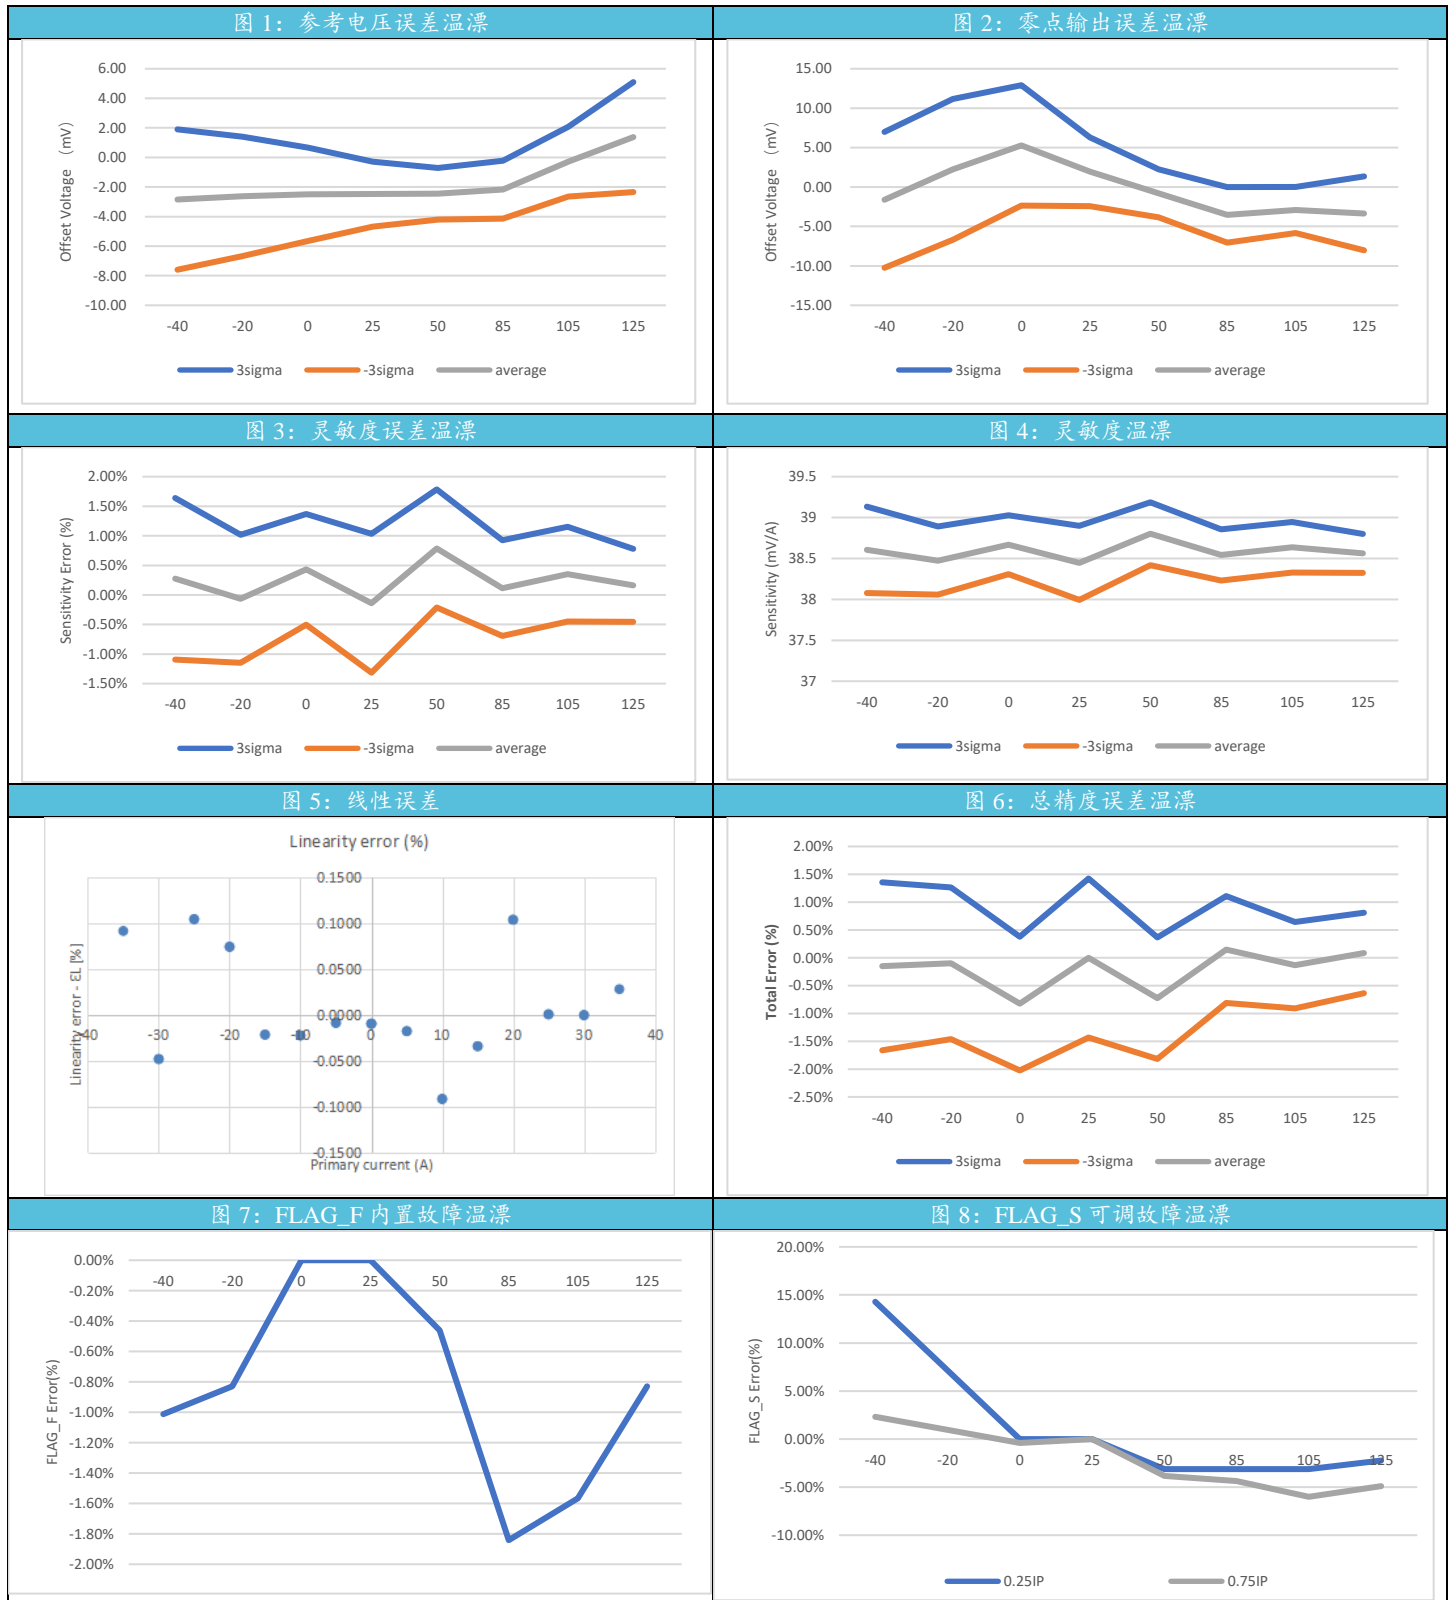 图 1：参考电压误差温漂
6.00
4.00
2.00
0.00
-2.00
-4.00
-6.00
-8.00
-10.00
Offset Voltage （mV）
-40 -20 0 25 50 85 105 125
3sigma -3sigma average
图 2：零点输出误差温漂
15.00
10.00
5.00
0.00
-5.00
-10.00
-15.00
Offset Voltage （mV）
-40 -20 0 25 50 85 105 125
3sigma -3sigma average
图 3：灵敏度误差温漂
2.00%
1.50%
1.00%
0.50%
0.00%
-0.50%
-1.00%
-1.50%
Sensitivity Error (%)
-40 -20 0 25 50 85 105 125
3sigma -3sigma average
图 4：灵敏度温漂
39.5
39
38.5
38
37.5
37
Sensitivity (mV/A)
-40 -20 0 25 50 85 105 125
3sigma -3sigma average
图 5：线性误差
Linearity error (%)
0.1500
0.1000
0.0500
0.0000
-0.0500
-0.1000
-0.1500
Linearity error - εL [%]
-40 -30 -20 -10 0 10 20 30 40
Primary current (A)
图 6：总精度误差温漂
2.00%
1.50%
1.00%
0.50%
0.00%
-0.50%
-1.00%
-1.50%
-2.00%
-2.50%
Total Error (%)
-40 -20 0 25 50 85 105 125
3sigma -3sigma average
图 7：FLAG_F 内置故障温漂
0.00%
-0.20%
-0.40%
-0.60%
-0.80%
-1.00%
-1.20%
-1.40%
-1.60%
-1.80%
-2.00%
FLAG_F Error(%)
-40 -20 0 25 50 85 105 125
图 8：FLAG_S 可调故障温漂
20.00%
15.00%
10.00%
5.00%
0.00%
-5.00%
-10.00%
FLAG_S Error(%)
-40 -20 0 25 50 85 105 125
0.25IP 0.75IP